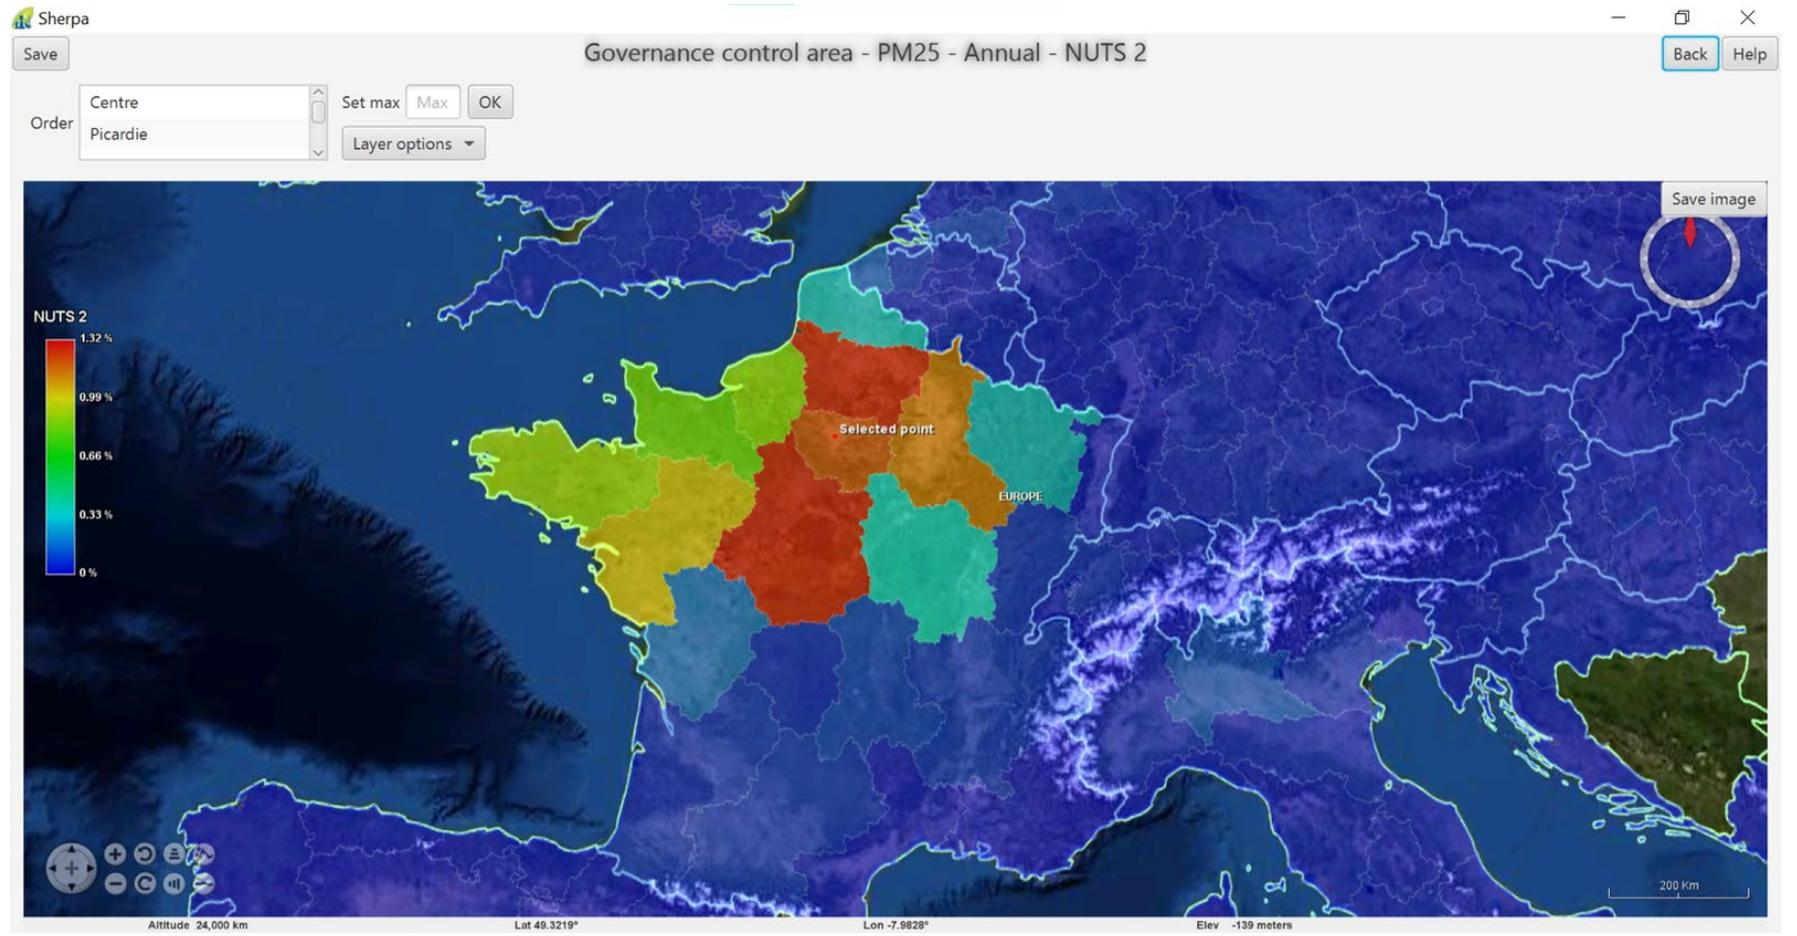 Sherpa
Save
Governance control area - PM25 - Annual - NUTS 2
Back
Help
Order
Centre
Picardie
Set max
Max
OK
Layer options
Save image
NUTS 2
1.32 %
0.99 %
0.66 %
0.33 %
0 %
Selected point
EUROPE
200 Km
Altitude 24,000 km
Lat 49.3219°
Lon -7.9828°
Elev -139 meters